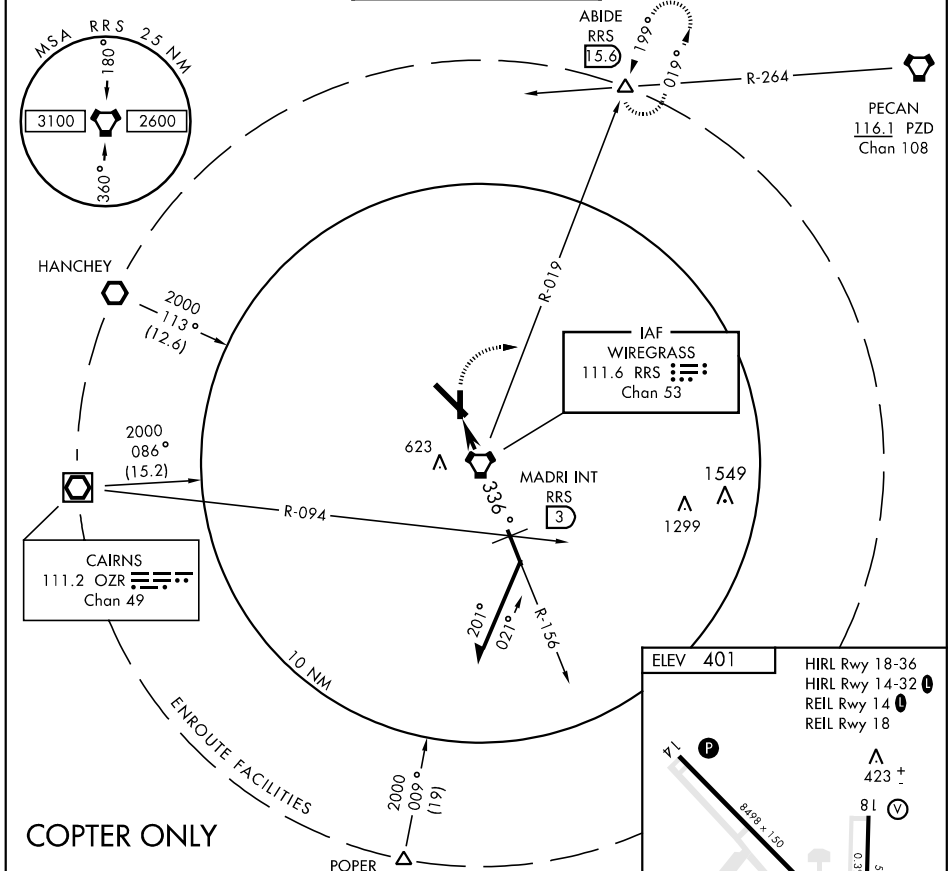 MSA RRS 25 NM
180°
3100
2600
360°
ABIDE
RRS
15.6
199°
019°
R-264
PECAN
116.1 PZD
Chan 108
HANCHEY
2000
113°
(12.6)
R-019
IAF
WIREGRASS
111.6 RRS
Chan 53
2000
086°
(15.2)
623
MADRI INT
RRS
3
336°
1549
1299
R-094
CAIRNS
111.2 OZR
Chan 49
201°
021°
R-156
10 NM
ENROUTE FACILITIES
2000
009°
(19)
COPTER ONLY
POPER
ELEV 401
HIRL Rwy 18-36
HIRL Rwy 14-32 L
REIL Rwy 14 L
REIL Rwy 18
14
P
423 ±
18
V
8498 x 150